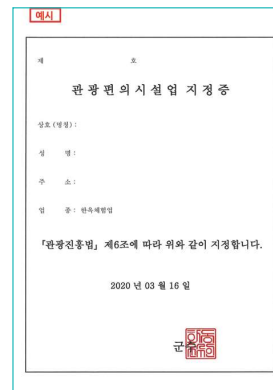 예시
제 호
관광편의시설업 지정증
상호 (명칭) :
성 명:
주 소:
업 종: 한옥체험업
「관광진흥법」 제6조에 따라 위와 같이 지정합니다.
2020 년 03 월 16 일
군수